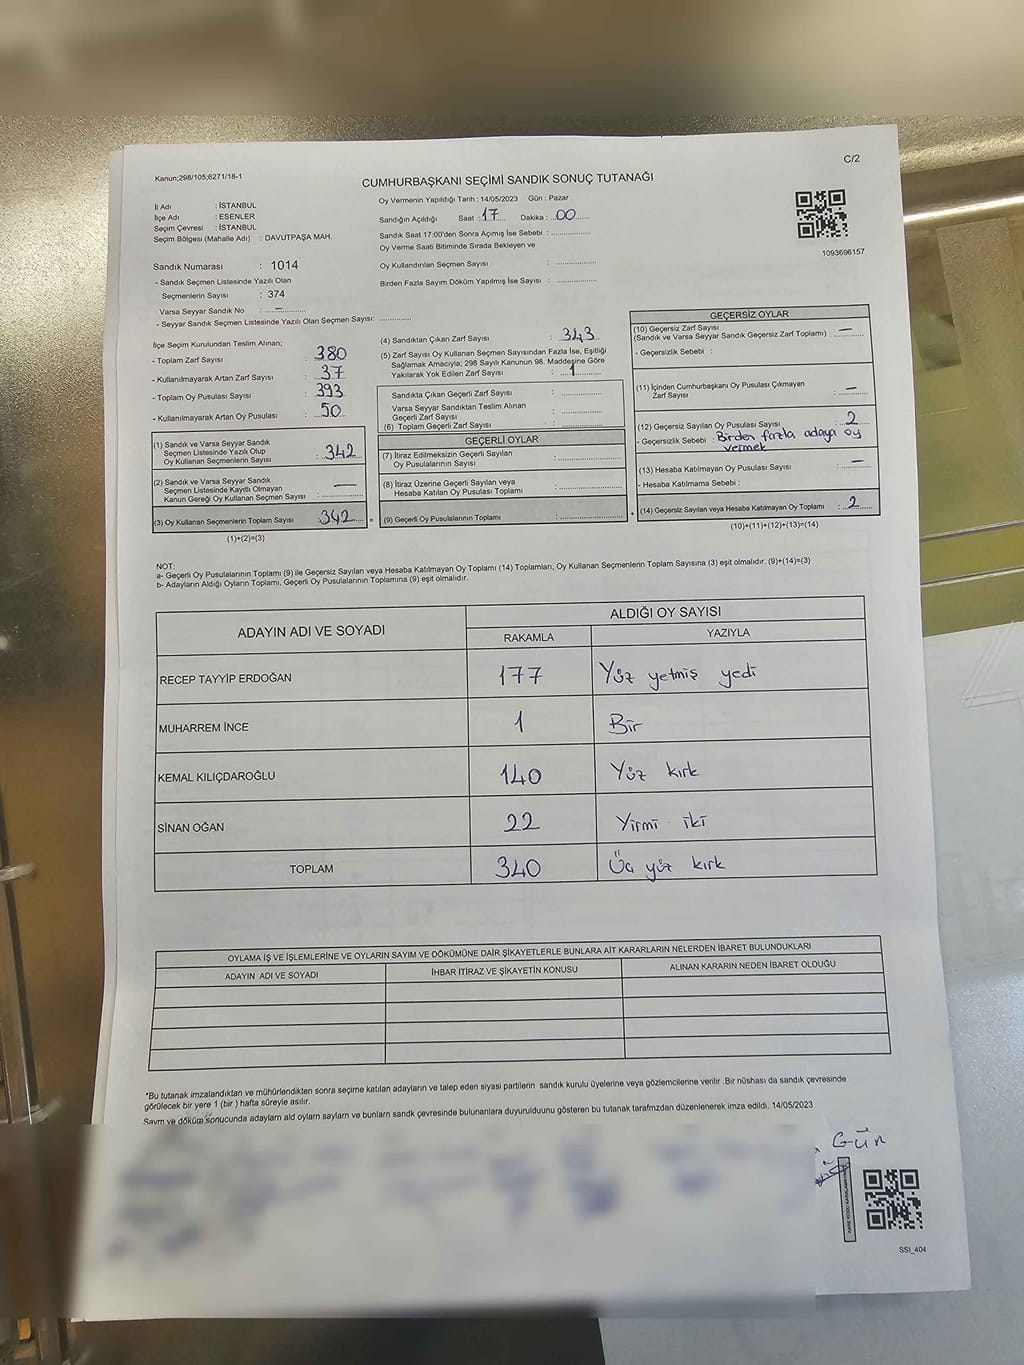 C/2
Kanun;298/105;6271/18-1
CUMHURBAŞKANI SEÇİMİ SANDIK SONUÇ TUTANAĞI
İli Adı : İSTANBUL
İlçe Adı : ESENLER
Seçim Çevresi : İSTANBUL
Seçim Bölgesi (Mahalle Adı) : DAVUTPAŞA MAH.
Oy Vermenin Yapıldığı Tarih : 14/05/2023 Gün : Pazar
Sandığın Açıldığı Saat : 17 Dakika : 00
Sandık Saat 17:00'den Sonra Açımış İse Sebebi :
Oy Verme Saati Bitiminde Sırada Bekleyen ve
Oy Kullandırılan Seçmen Sayısı :
Birden Fazla Sayım Döküm Yapılmış İse Sayısı :
1093696157
Sandık Numarası : 1014
- Sandık Seçmen Listesinde Yazılı Olan
Seçmenlerin Sayısı : 374
Varsa Seyyar Sandık No : –
- Seyyar Sandık Seçmen Listesinde Yazılı Olan Seçmen Sayısı:
İlçe Seçim Kurulundan Teslim Alınan;
- Toplam Zarf Sayısı : 380
- Kullanılmayarak Artan Zarf Sayısı : 37
- Toplam Oy Pusulası Sayısı : 393
- Kullanılmayarak Artan Oy Pusulası : 50
(1) Sandık ve Varsa Seyyar Sandık
Seçmen Listesinde Yazılı Olup
Oy Kullanan Seçmenlerin Sayısı : 342
(2) Sandık ve Varsa Seyyar Sandık
Seçmen Listesinde Kayıtlı Olmayan
Kanun Gereği Oy Kullanan Seçmen Sayısı : —
(3) Oy Kullanan Seçmenlerin Toplam Sayısı : 342
(1)+(2)=(3)
(4) Sandıktan Çıkan Zarf Sayısı : 343
(5) Zarf Sayısı Oy Kullanan Seçmen Sayısından Fazla İse, Eşitliği
Sağlamak Amacıyla; 298 Sayılı Kanunun 98. Maddesine Göre
Yakılarak Yok Edilen Zarf Sayısı : 1
Sandıkta Çıkan Geçerli Zarf Sayısı :
Varsa Seyyar Sandıktan Teslim Alınan
Geçerli Zarf Sayısı :
(6) Toplam Geçerli Zarf Sayısı :
GEÇERLİ OYLAR
(7) İtiraz Edilmeksizin Geçerli Sayılan
Oy Pusulalarının Sayısı :
(8) İtiraz Üzerine Geçerli Sayılan veya
Hesaba Katılan Oy Pusulası Toplamı :
= (9) Geçerli Oy Pusulalarının Toplamı :
GEÇERSİZ OYLAR
(10) Geçersiz Zarf Sayısı
(Sandık ve Varsa Seyyar Sandık Geçersiz Zarf Toplamı) : —
- Geçersizlik Sebebi :
(11) İçinden Cumhurbaşkanı Oy Pusulası Çıkmayan
Zarf Sayısı : —
(12) Geçersiz Sayılan Oy Pusulası Sayısı : 2
- Geçersizlik Sebebi : Birden fazla adaya oy
vermek
(13) Hesaba Katılmayan Oy Pusulası Sayısı : —
- Hesaba Katılmama Sebebi :
+ (14) Geçersiz Sayılan veya Hesaba Katılmayan Oy Toplamı : 2
(10)+(11)+(12)+(13)=(14)
NOT:
a- Geçerli Oy Pusulalarının Toplamı (9) ile Geçersiz Sayılan veya Hesaba Katılmayan Oy Toplamı (14) Toplamları, Oy Kullanan Seçmenlerin Toplam Sayısına (3) eşit olmalıdır. (9)+(14)=(3)
b- Adayların Aldığı Oyların Toplamı, Geçerli Oy Pusulalarının Toplamına (9) eşit olmalıdır.
ADAYIN ADI VE SOYADI ALDIĞI OY SAYISI
RAKAMLA YAZIYLA
RECEP TAYYİP ERDOĞAN 177 Yüz yetmiş yedi
MUHARREM İNCE 1 Bir
KEMAL KILIÇDAROĞLU 140 Yüz kırk
SİNAN OĞAN 22 Yirmi iki
TOPLAM 340 Üç yüz kırk
OYLAMA İŞ VE İŞLEMLERİNE VE OYLARIN SAYIM VE DÖKÜMÜNE DAİR ŞİKAYETLERLE BUNLARA AİT KARARLARIN NELERDEN İBARET BULUNDUKLARI
ADAYIN ADI VE SOYADI İHBAR İTİRAZ VE ŞİKAYETİN KONUSU ALINAN KARARIN NEDEN İBARET OLDUĞU
"Bu tutanak imzalandıktan ve mühürlendikten sonra seçime katılan adayların ve talep eden siyasi partilerin sandık kurulu üyelerine veya gözlemcilerine verilir .Bir nüshası da sandık çevresinde
görülecek bir yere 1 (bir ) hafta süreyle asılır.
Saym ve döküm sonucunda adaylarn ald oylarn saylarn ve bunlarn sandk çevresinde bulunanlara duyurulduunu gösteren bu tutanak tarafmzdan düzenlenerek imza edildi. 14/05/2023
GÜR
SSI_404